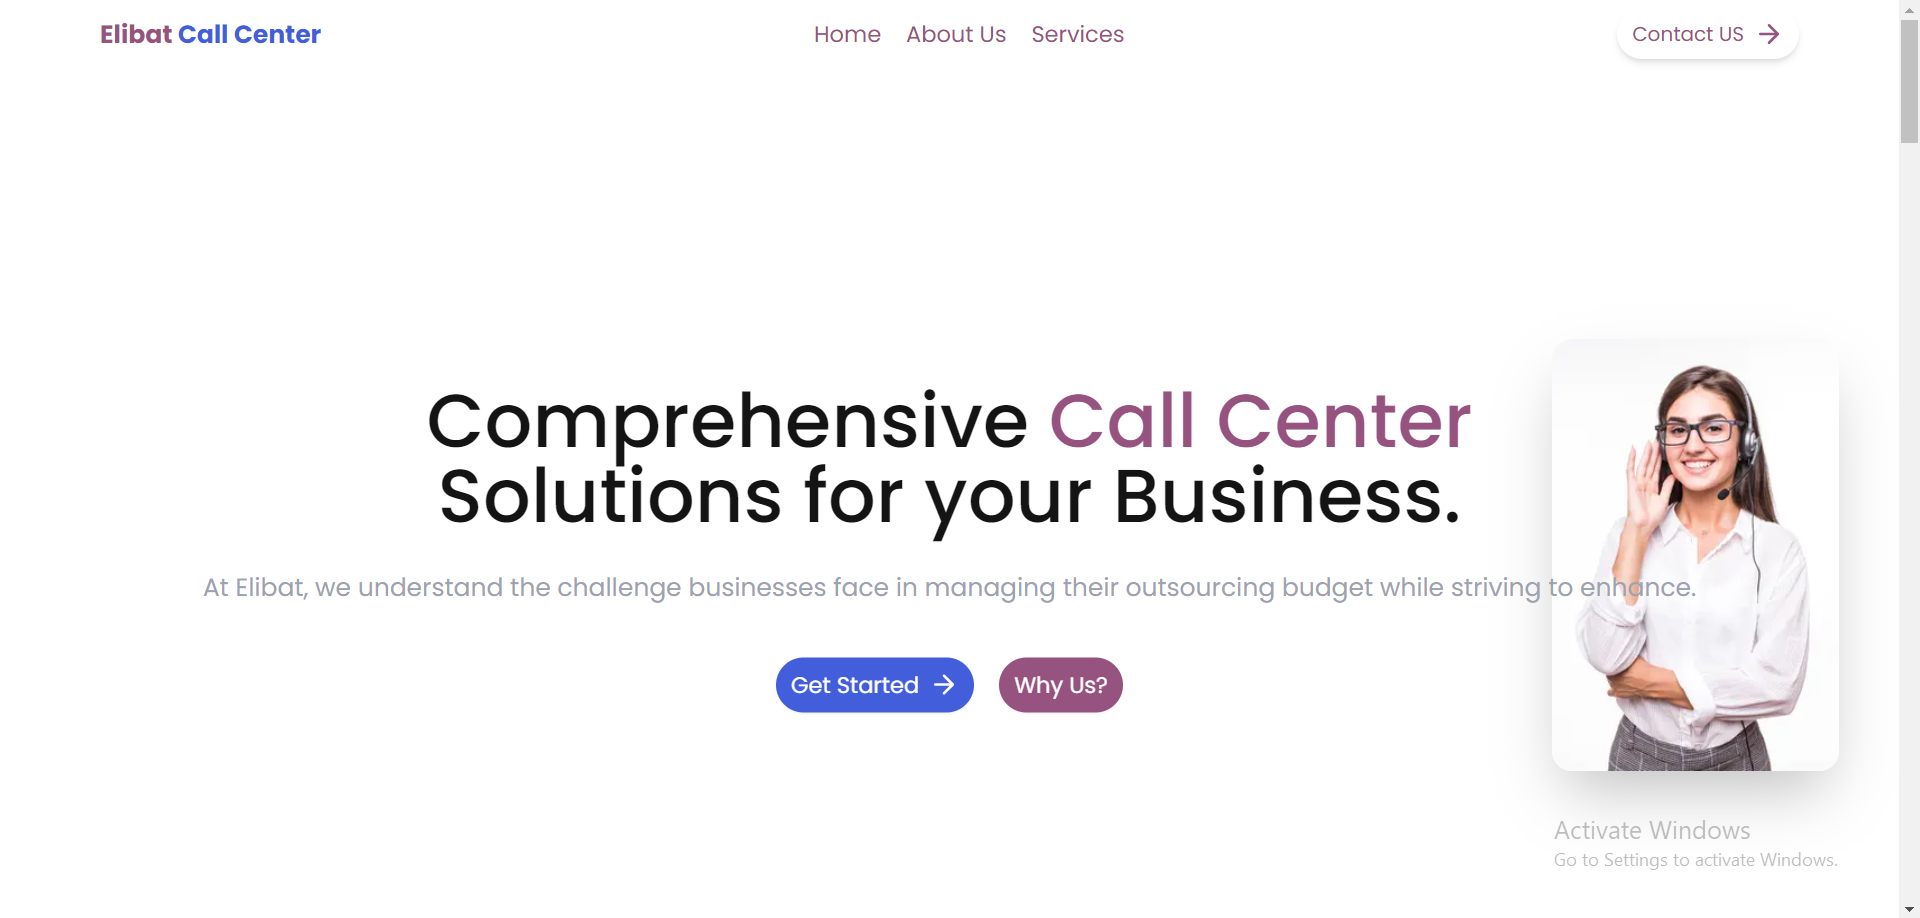 Elibat Call Center
Home About Us Services
Contact US
Comprehensive Call Center
Solutions for your Business.
At Elibat, we understand the challenge businesses face in managing their outsourcing budget while striving to enhance.
Get Started
Why Us?
Activate Windows
Go to Settings to activate Windows.